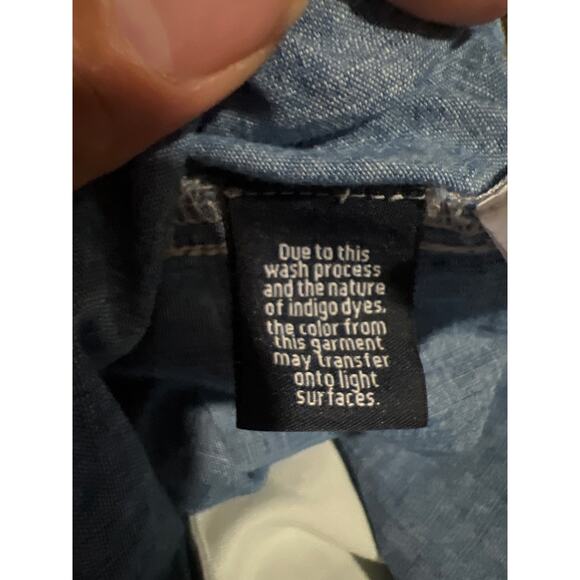 Due to this
wash process
and the nature
of indigo dyes,
the color from
this garment
may transfer
onto light
surfaces.